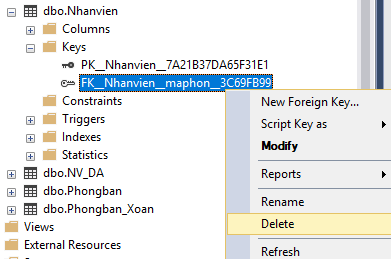 dbo.Nhanvien
Columns
Keys
PK__Nhanvien__7A21B37DA65F31E1
FK__Nhanvien__maphon__3C69FB99
Constraints
Triggers
Indexes
Statistics
dbo.NV_DA
dbo.Phongban
dbo.Phongban_Xoan
Views
External Resources
New Foreign Key...
Script Key as
Modify
Reports
Rename
Delete
Refresh